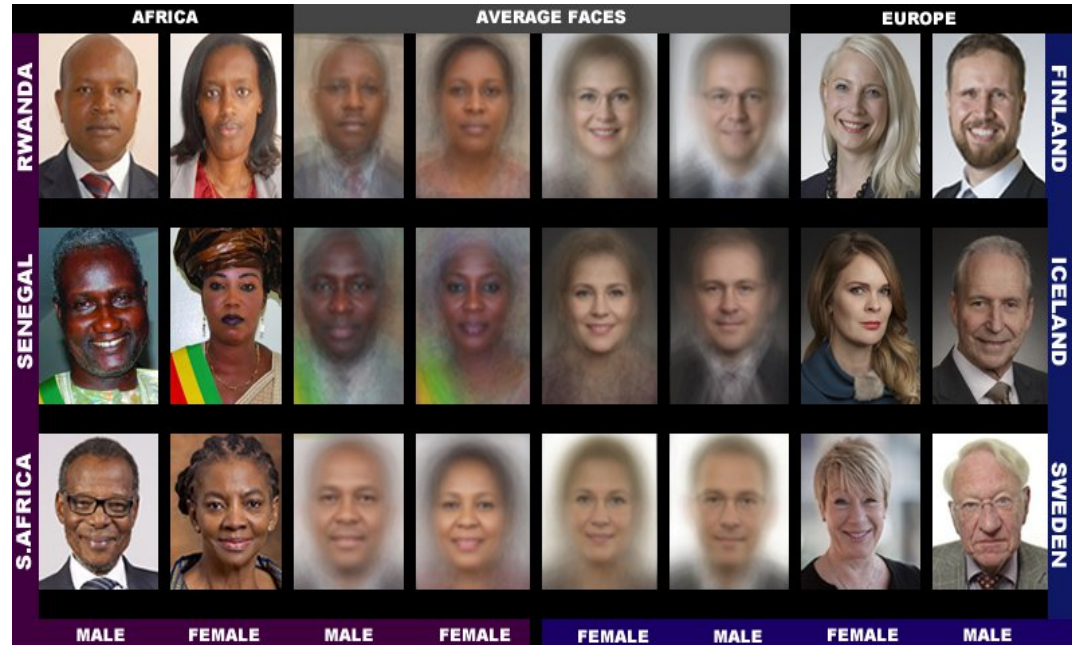 AFRICA
AVERAGE FACES
EUROPE
RWANDA
FINLAND
SENEGAL
ICELAND
S.AFRICA
SWEDEN
MALE
FEMALE
MALE
FEMALE
FEMALE
MALE
FEMALE
MALE